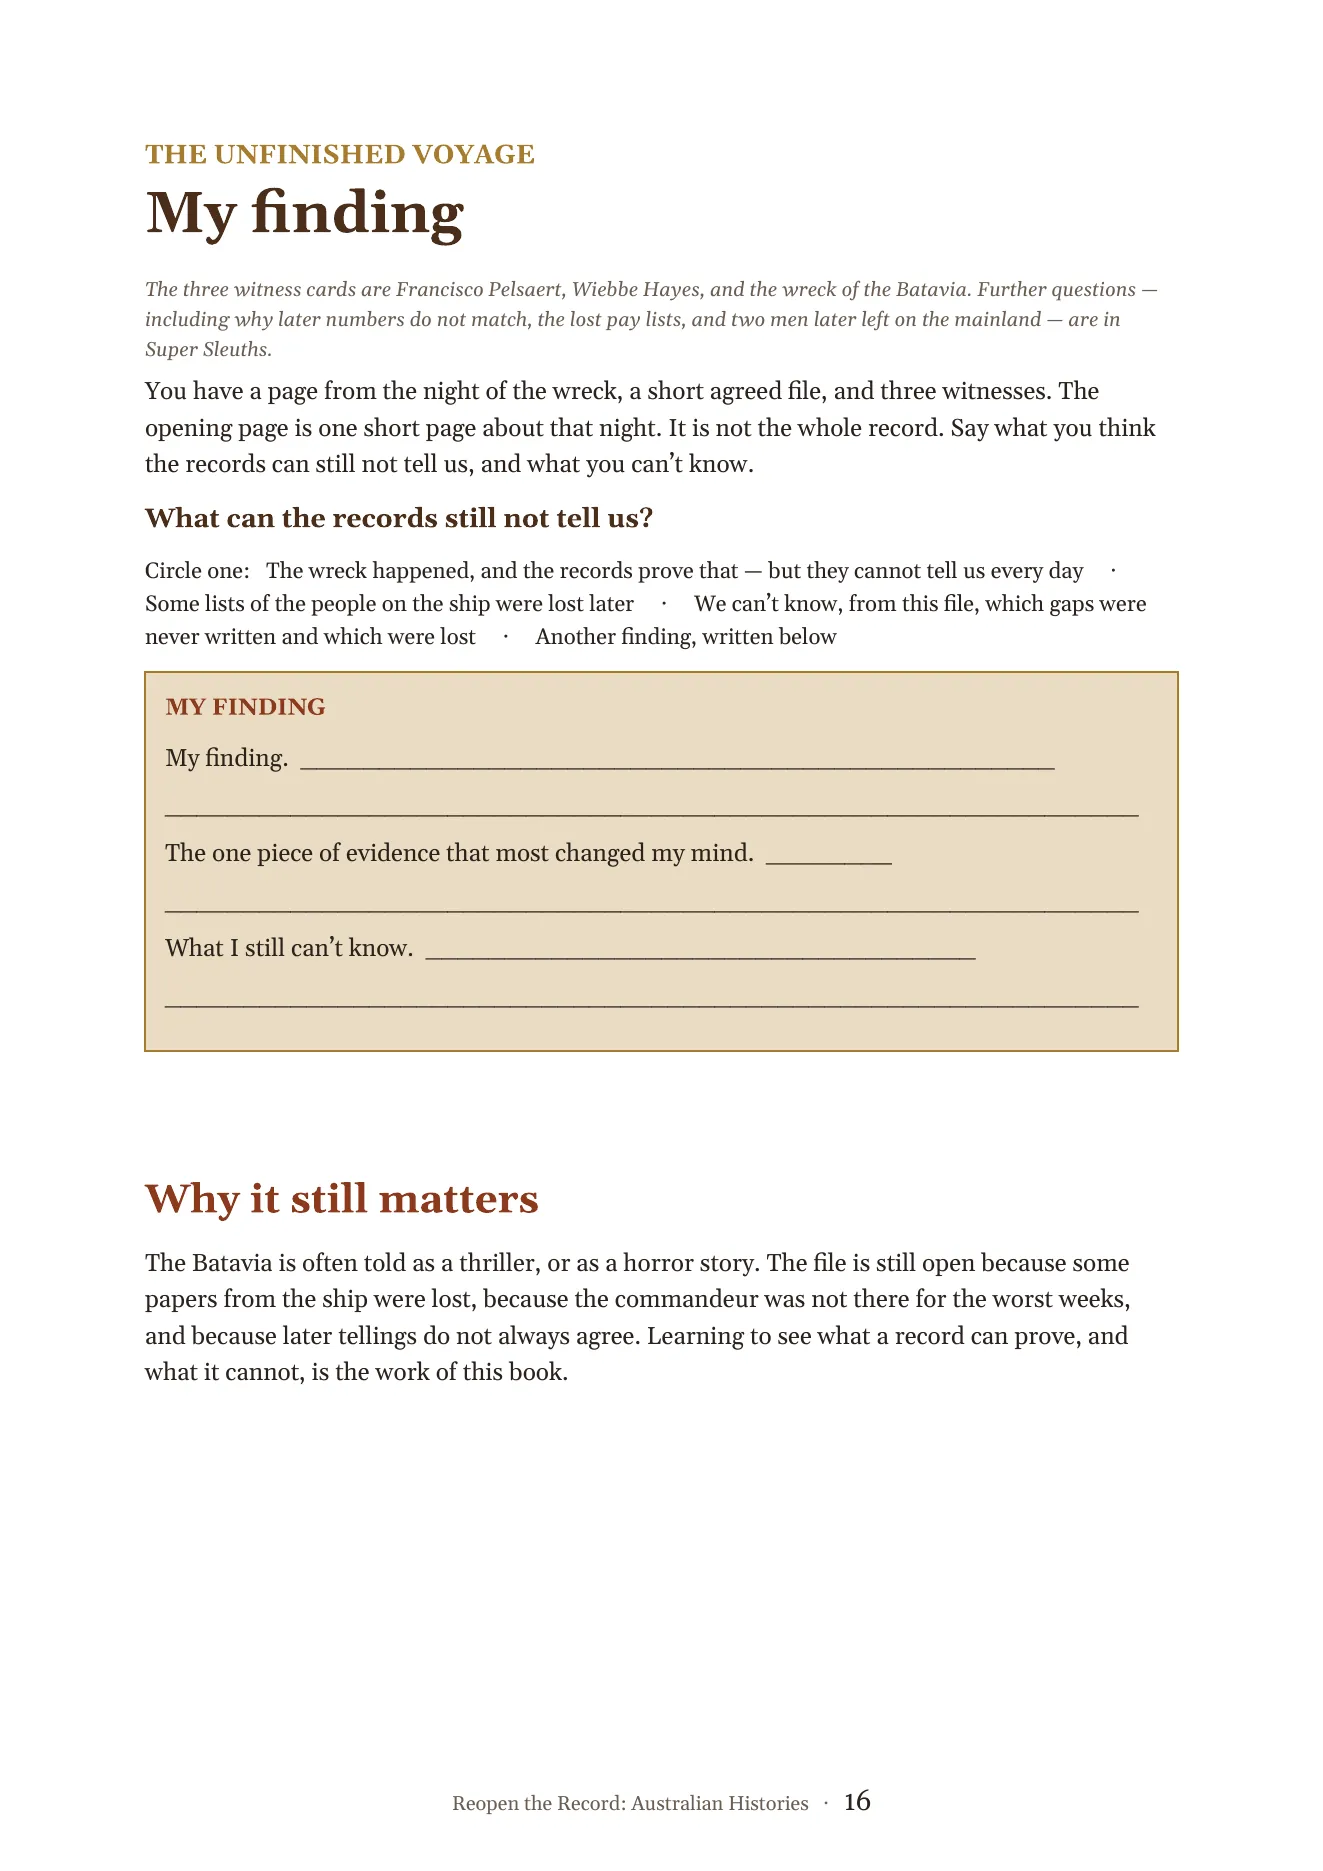 THE UNFINISHED VOYAGE
My finding
The three witness cards are Francisco Pelsaert, Wiebbe Hayes, and the wreck of the Batavia. Further questions —
including why later numbers do not match, the lost pay lists, and two men later left on the mainland — are in
Super Sleuths.
You have a page from the night of the wreck, a short agreed file, and three witnesses. The
opening page is one short page about that night. It is not the whole record. Say what you think
the records can still not tell us, and what you can’t know.
What can the records still not tell us?
Circle one: The wreck happened, and the records prove that — but they cannot tell us every day ·
Some lists of the people on the ship were lost later · We can’t know, from this file, which gaps were
never written and which were lost · Another finding, written below
MY FINDING
My finding. ________________________________________________
______________________________________________________________
The one piece of evidence that most changed my mind. ________
______________________________________________________________
What I still can’t know. ___________________________________
______________________________________________________________
Why it still matters
The Batavia is often told as a thriller, or as a horror story. The file is still open because some
papers from the ship were lost, because the commandeur was not there for the worst weeks,
and because later tellings do not always agree. Learning to see what a record can prove, and
what it cannot, is the work of this book.
Reopen the Record: Australian Histories · 16